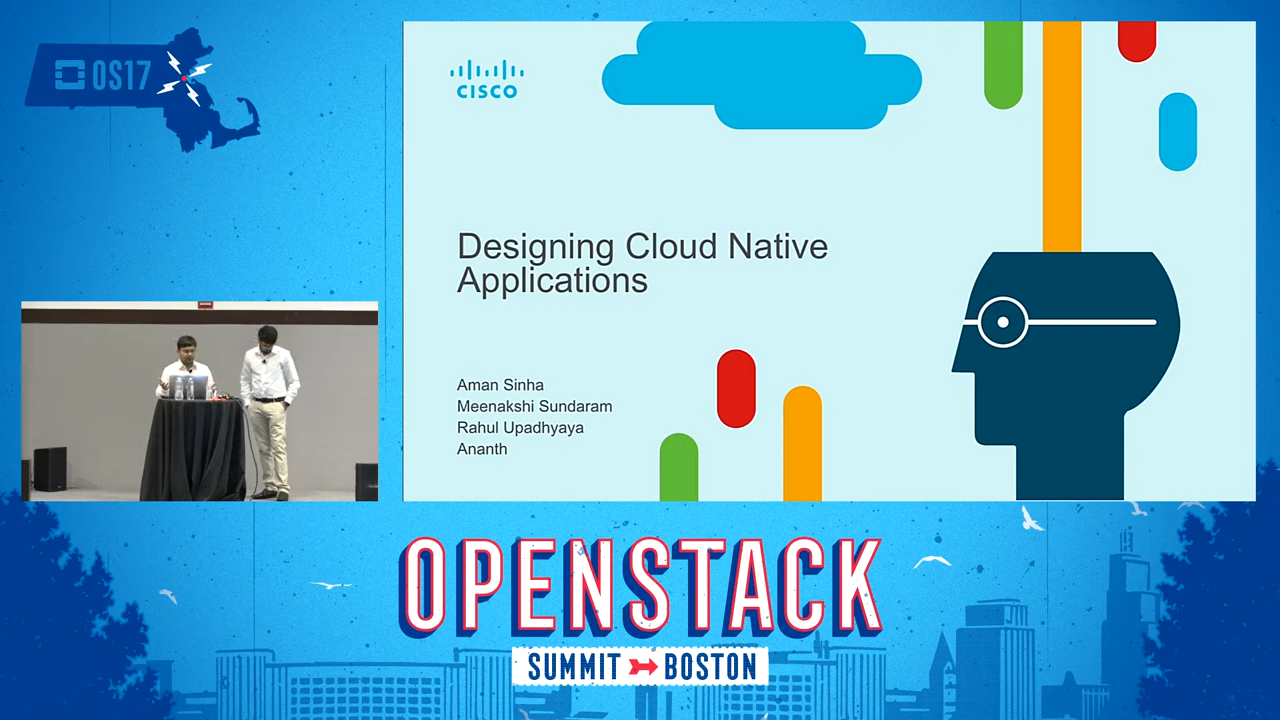 OS17
CISCO
Designing Cloud Native
Applications
Aman Sinha
Meenakshi Sundaram
Rahul Upadhyaya
Ananth
OPENSTACK
SUMMIT BOSTON